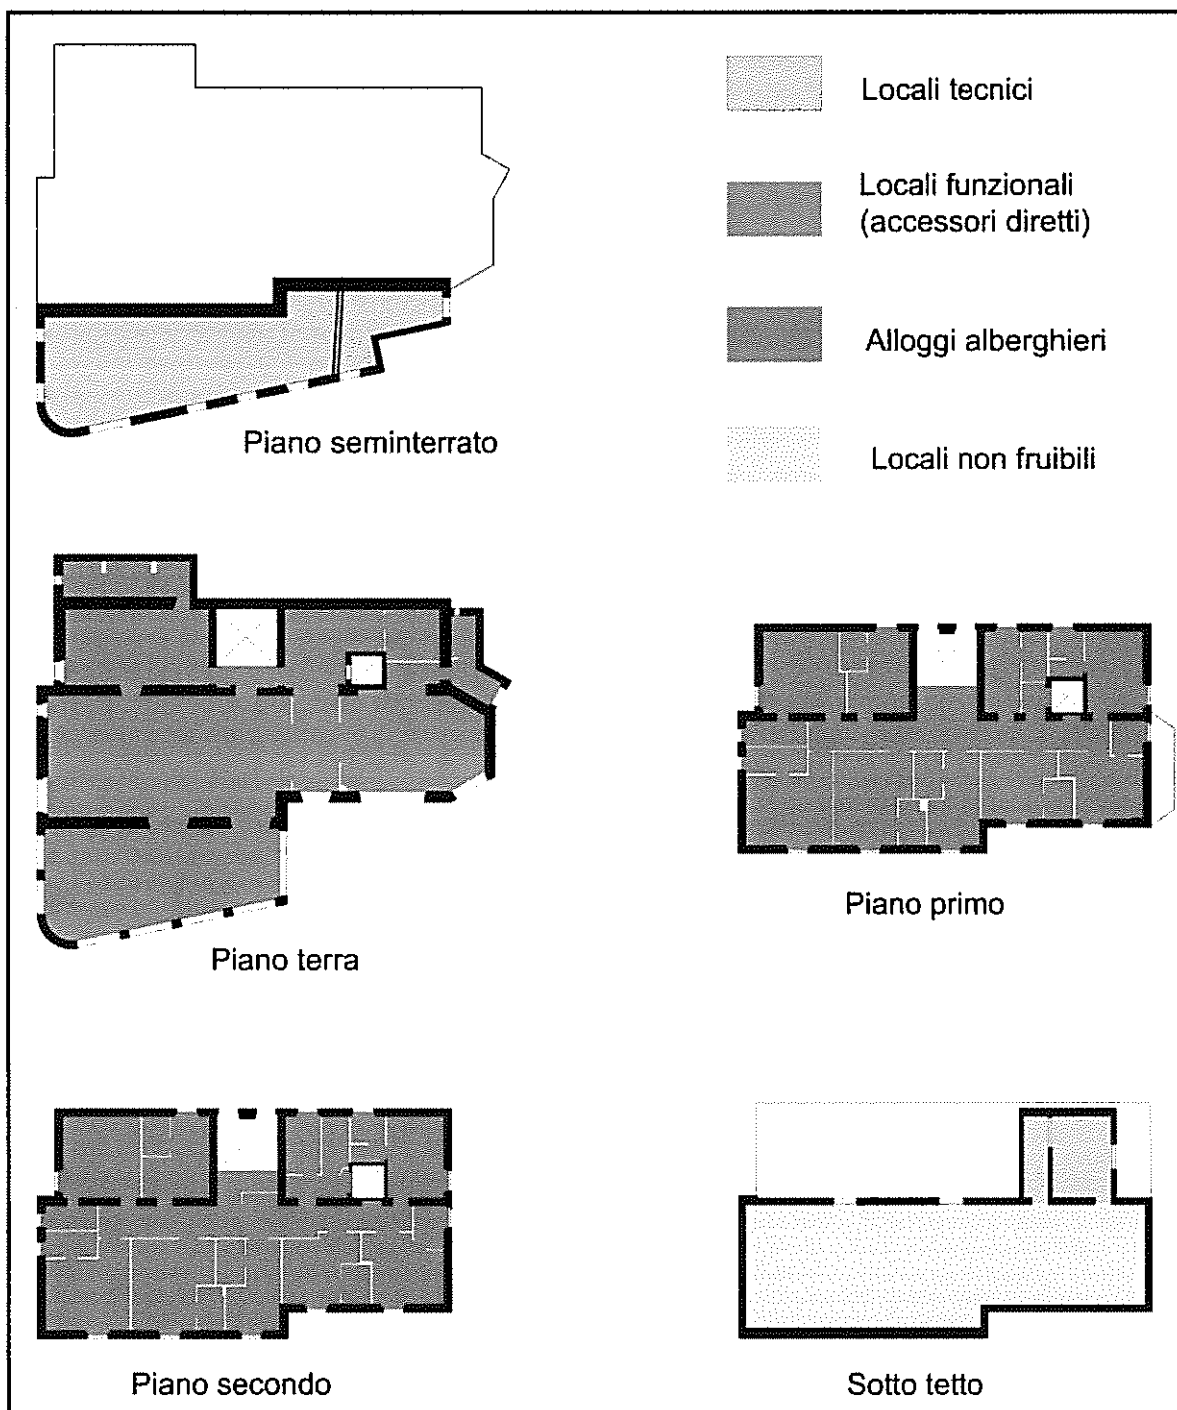 Locali tecnici
Locali funzionali
(accessori diretti)
Alloggi alberghieri
Locali non fruibili
Piano seminterrato
Piano terra
Piano primo
Piano secondo
Sotto tetto